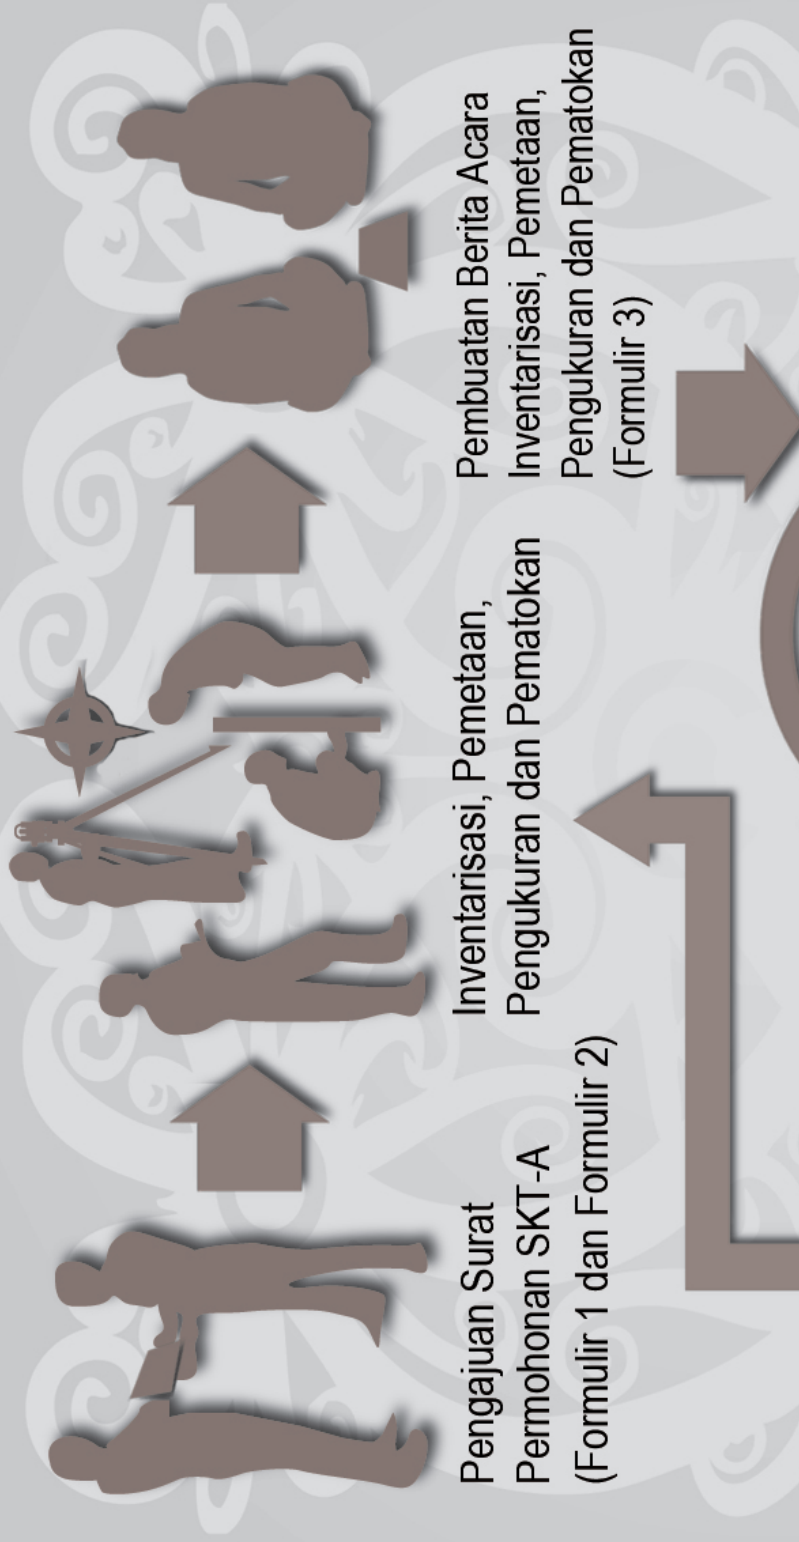 Pengajuan Surat
Permohonan SKT-A
(Formulir 1 dan Formulir 2)
Inventarisasi, Pemetaan,
Pengukuran dan Pematokan
Pembuatan Berita Acara
Inventarisasi, Pemetaan,
Pengukuran dan Pematokan
(Formulir 3)